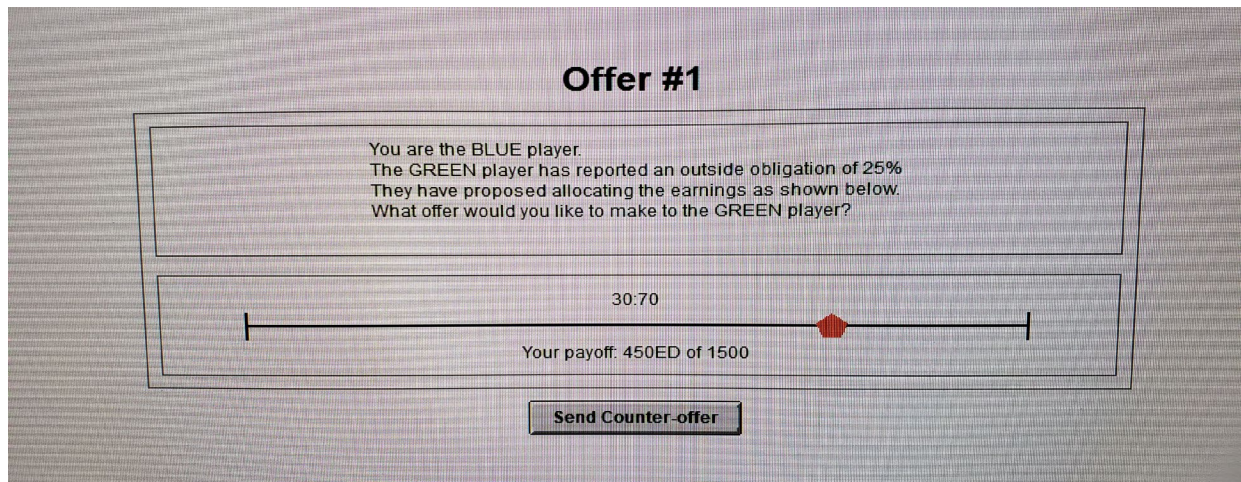 Offer #1
You are the BLUE player.
The GREEN player has reported an outside obligation of 25%
They have proposed allocating the earnings as shown below.
What offer would you like to make to the GREEN player?
30:70
Your payoff: 450ED of 1500
Send Counter-offer